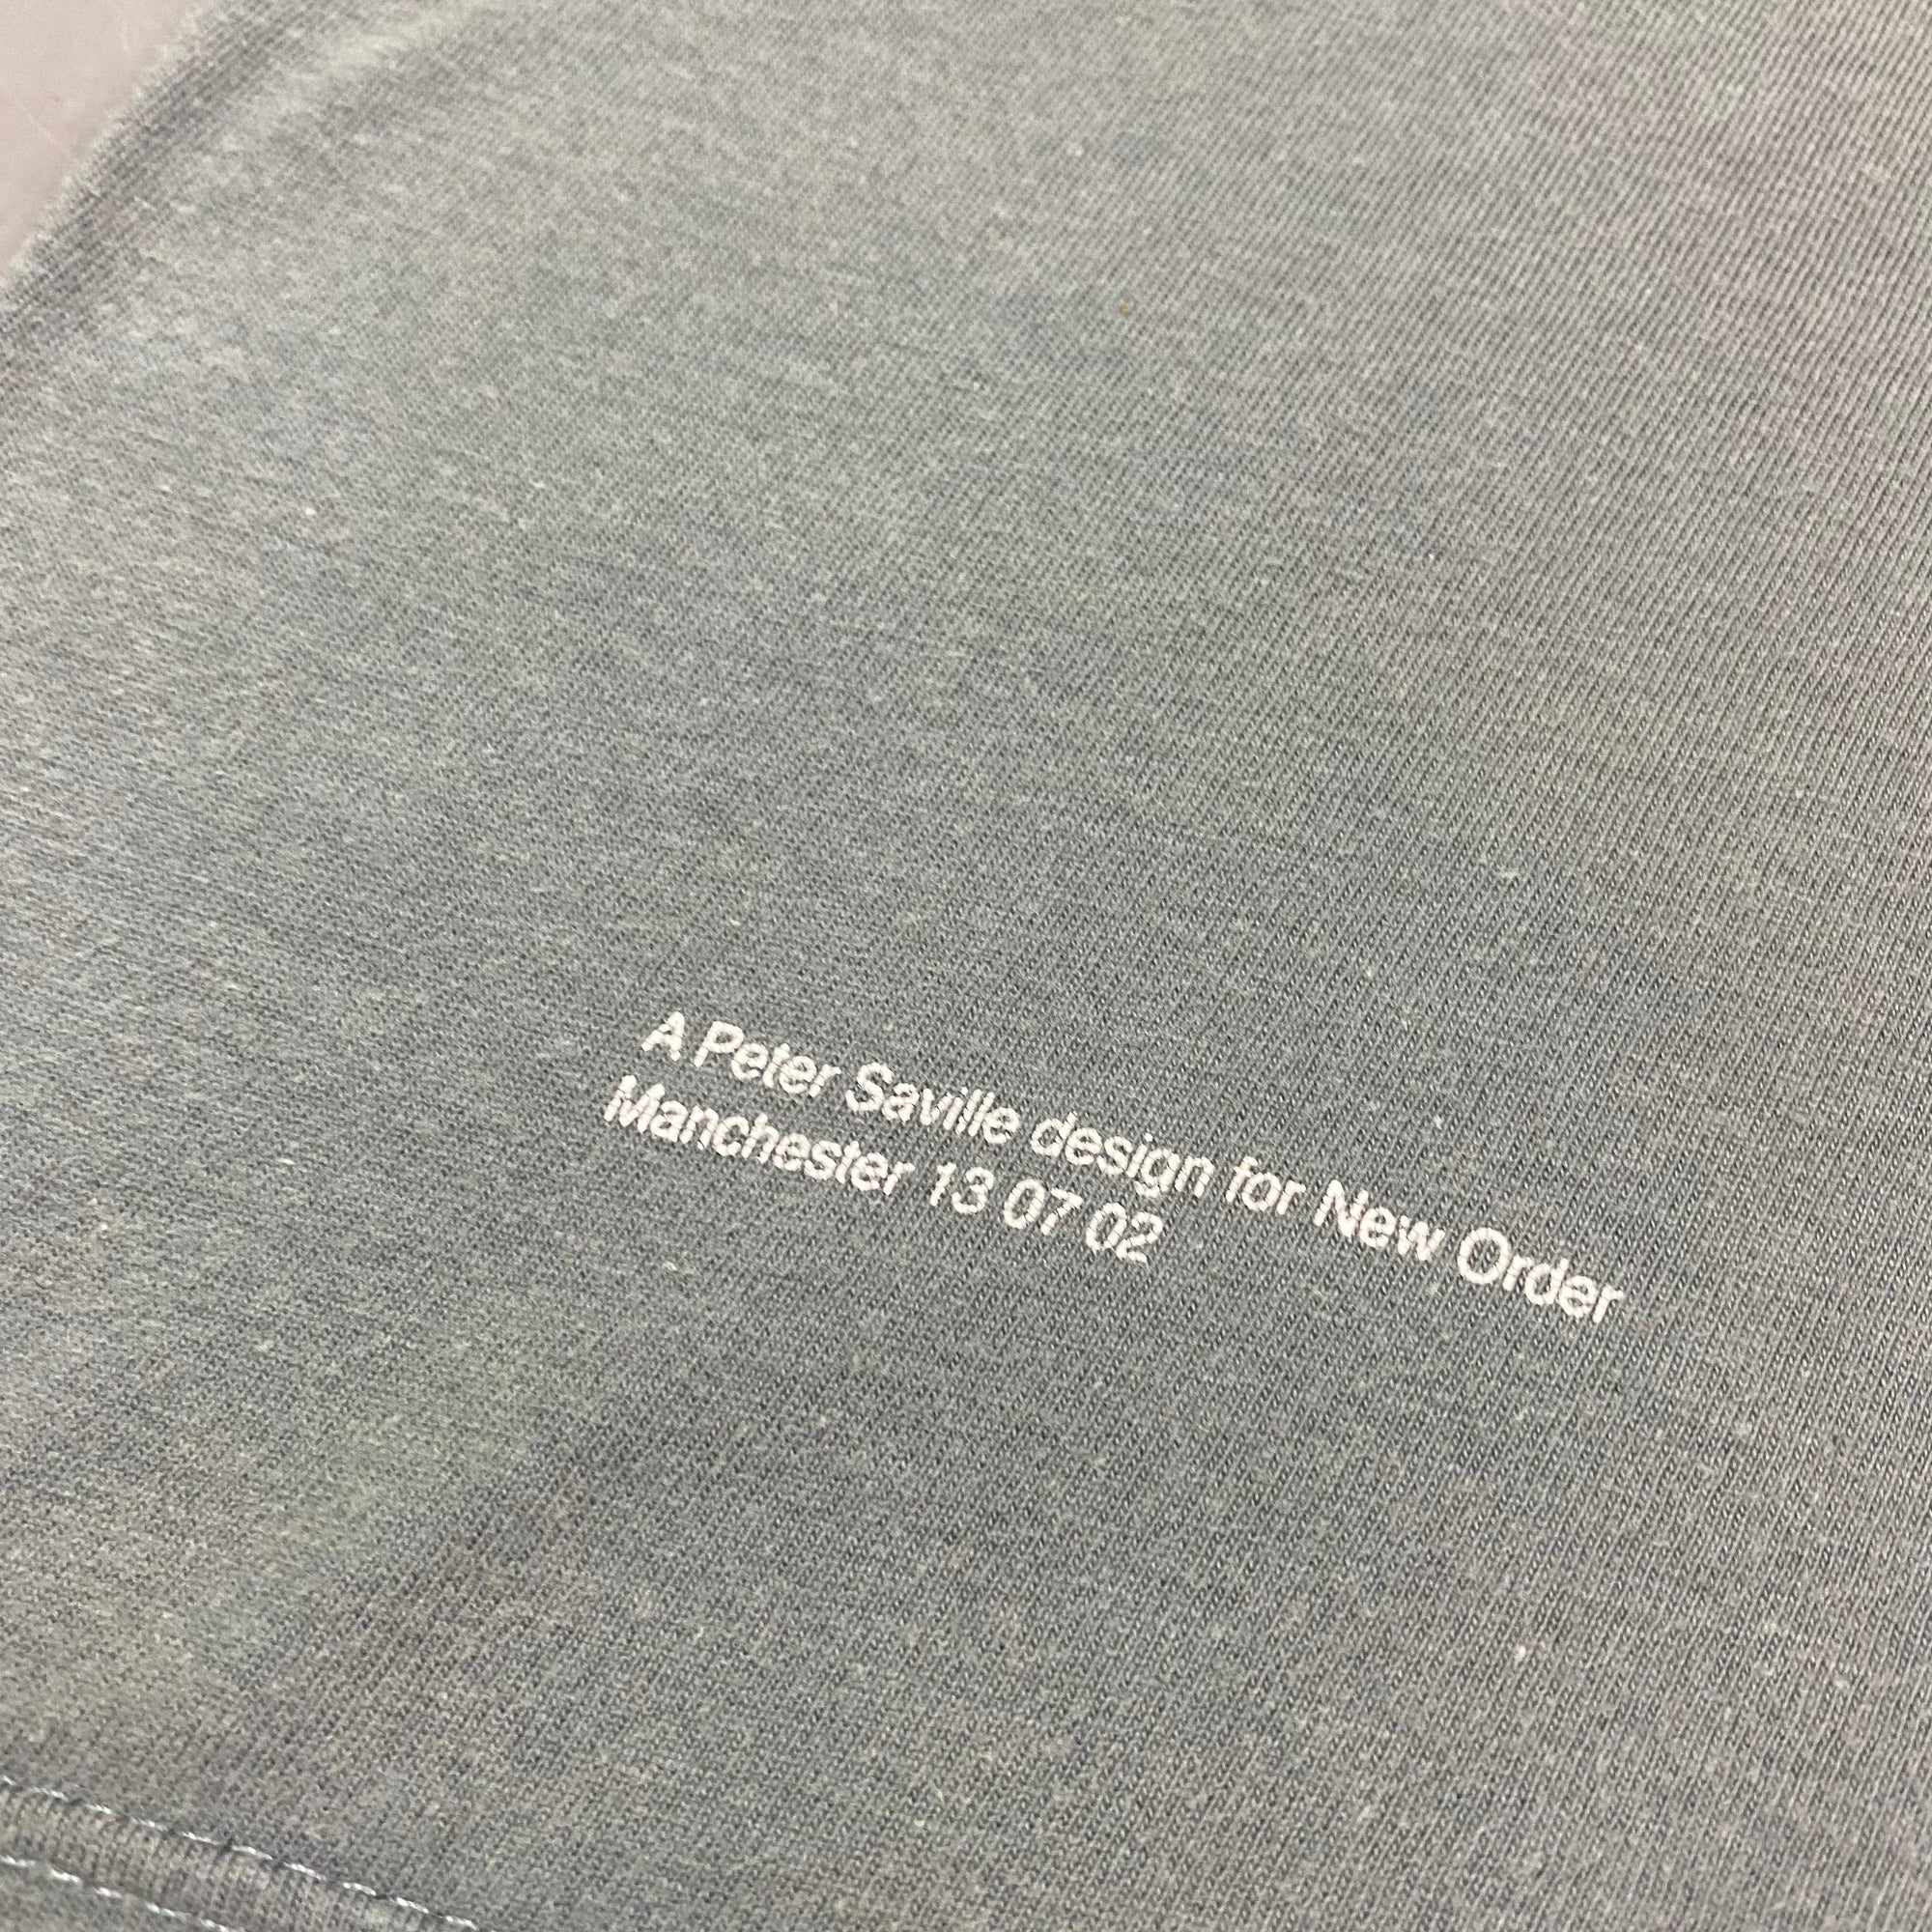 A Peter Saville design for New Order
Manchester 13 07 02